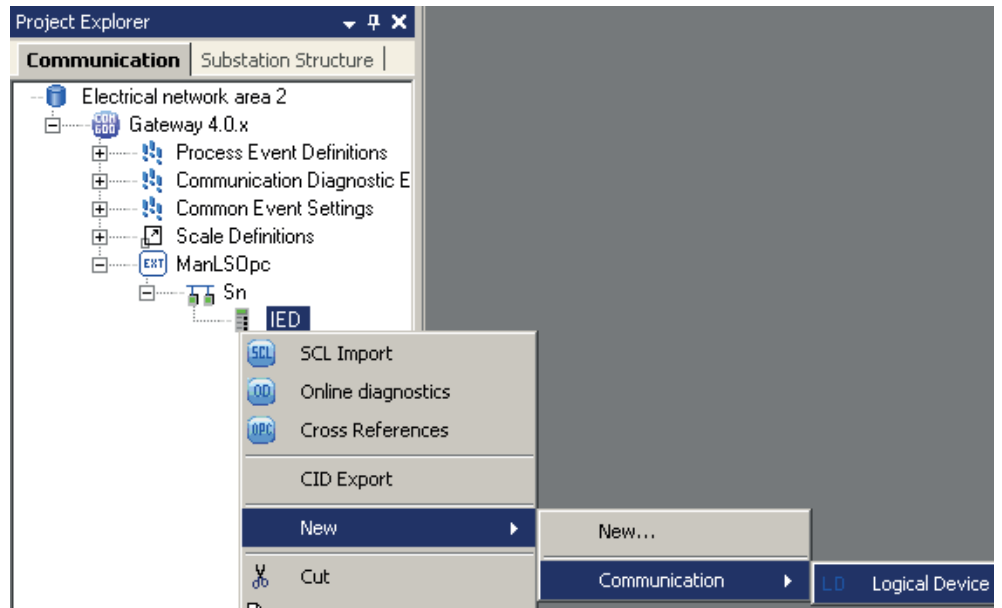 Project Explorer
Communication Substation Structure
Electrical network area 2
COM 600 Gateway 4.0.x
Process Event Definitions
Communication Diagnostic E
Common Event Settings
Scale Definitions
EXT ManLSOpc
Sn
IED
SCL SCL Import
OD Online diagnostics
OPC Cross References
CID Export
New New...
Cut Communication LD Logical Device